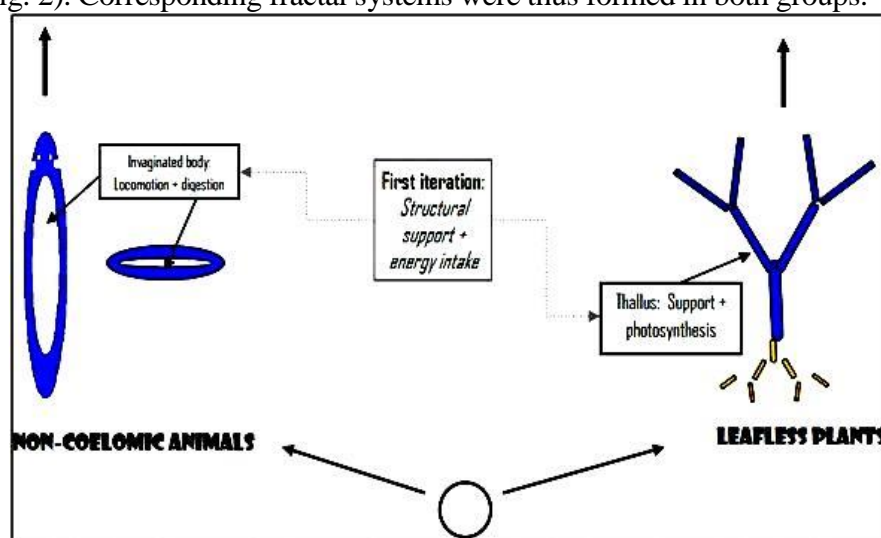 ig. 2). Corresponding fractal systems were thus formed in both groups.
Invaginated body:
Locomotion + digestion
First iteration:
Structural
support +
energy intake
Thallus: Support +
photosynthesis
NON-COELOMIC ANIMALS
LEAFLESS PLANTS